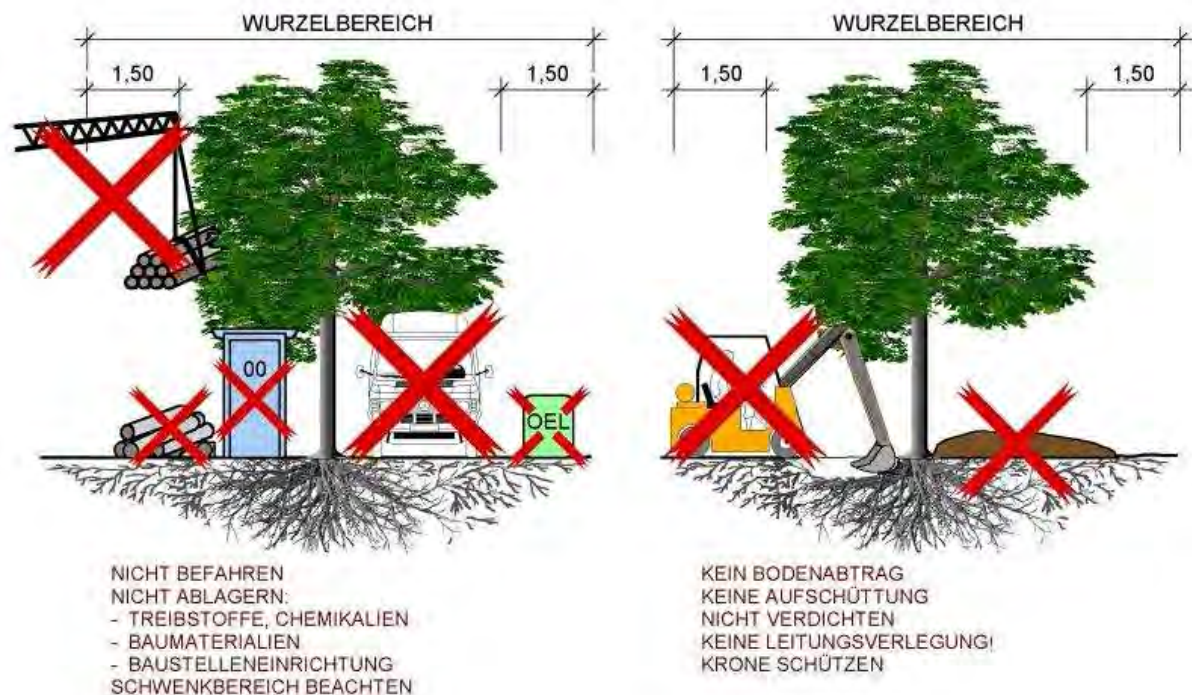 WURZELBEREICH
1,50
1,50
00
OEL
NICHT BEFAHREN
NICHT ABLAGERN:
- TREIBSTOFFE, CHEMIKALIEN
- BAUMATERIALIEN
- BAUSTELLENEINRICHTUNG
SCHWENKBEREICH BEACHTEN
WURZELBEREICH
1,50
1,50
KEIN BODENABTRAG
KEINE AUFSCHÜTTUNG
NICHT VERDICHTEN
KEINE LEITUNGSVERLEGUNG!
KRONE SCHÜTZEN